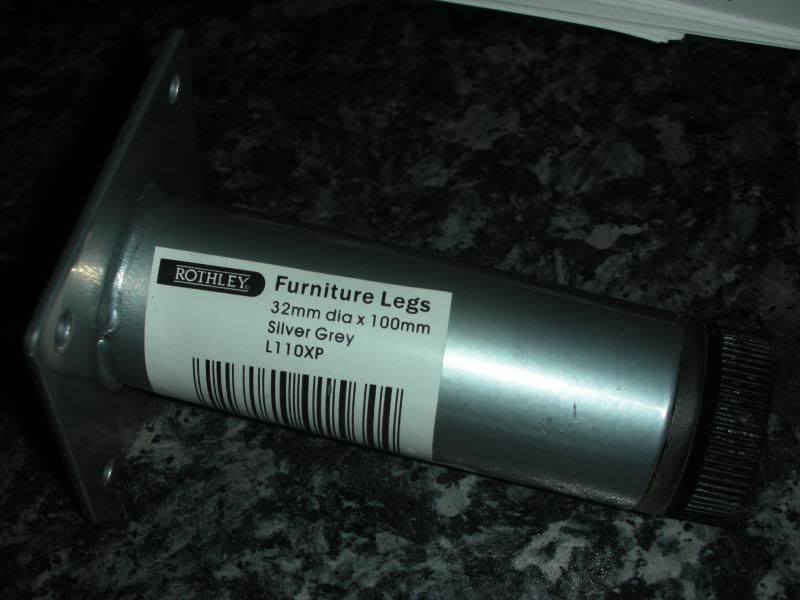 ROTHLEY
Furniture Legs
32mm dia x 100mm
Silver Grey
L110XP